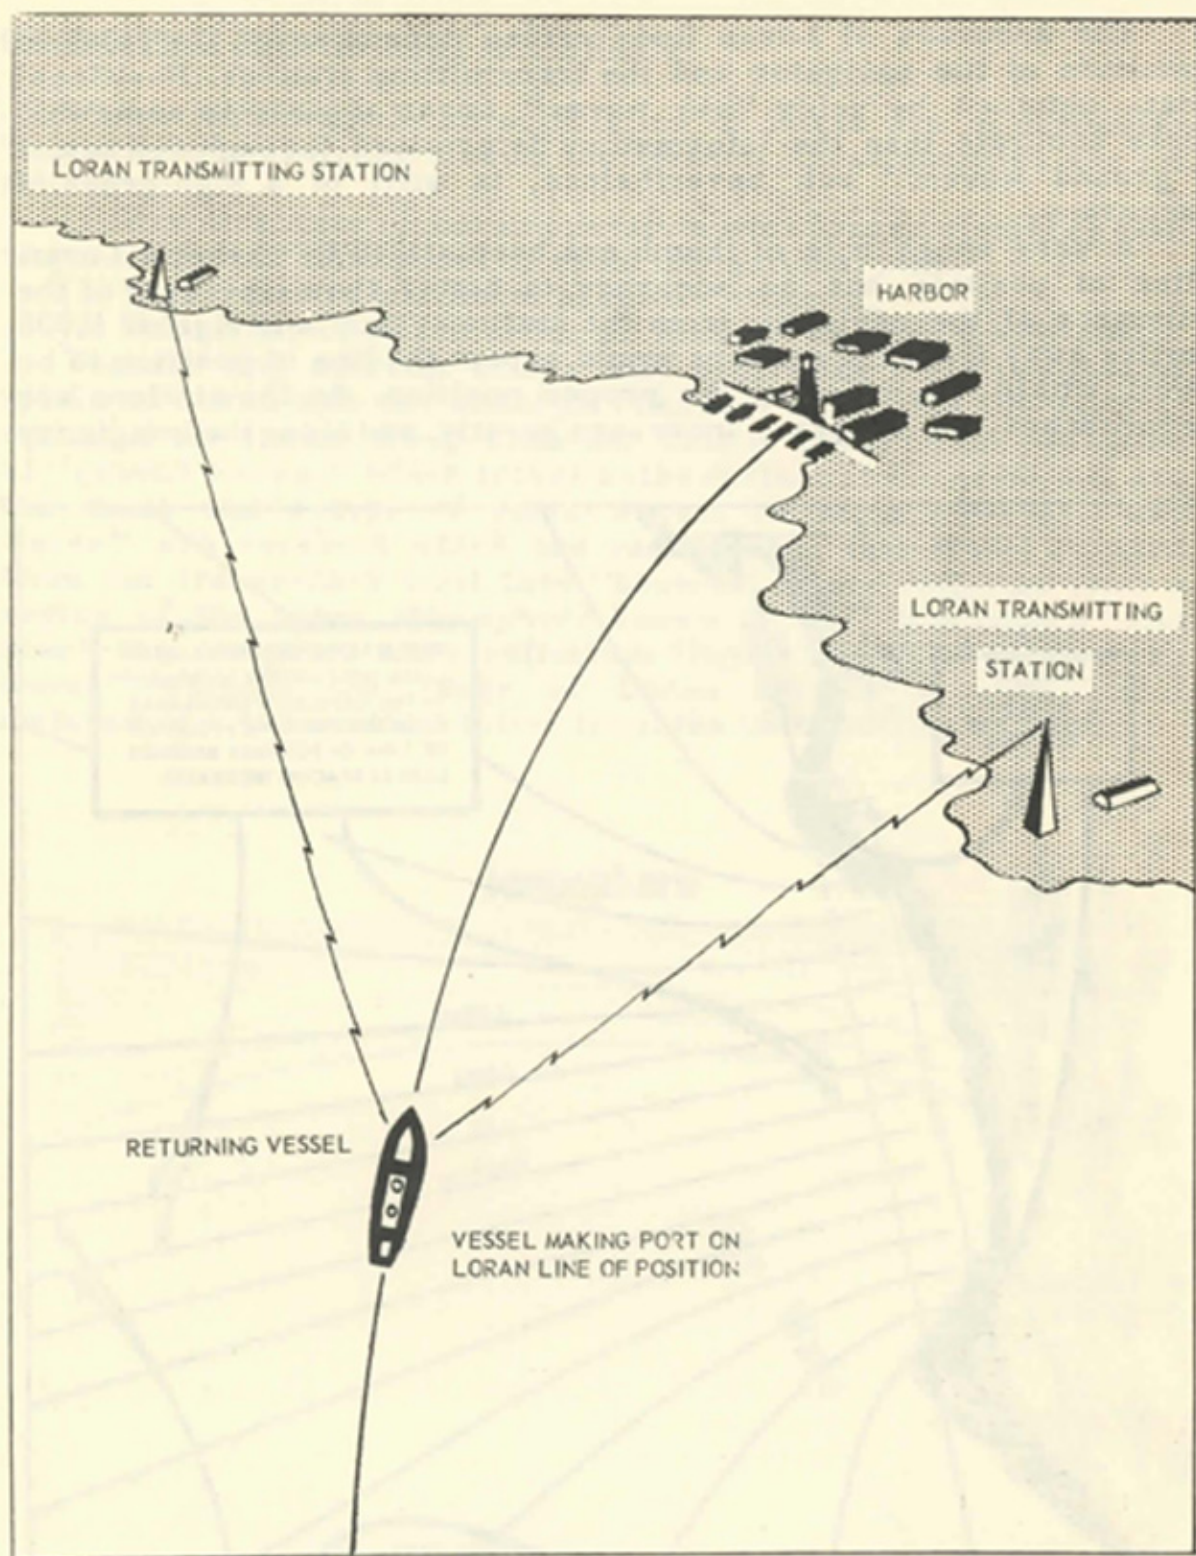 LORAN TRANSMITTING STATION
HARBOR
LORAN TRANSMITTING
STATION
RETURNING VESSEL
VESSEL MAKING PORT ON
LORAN LINE OF POSITION